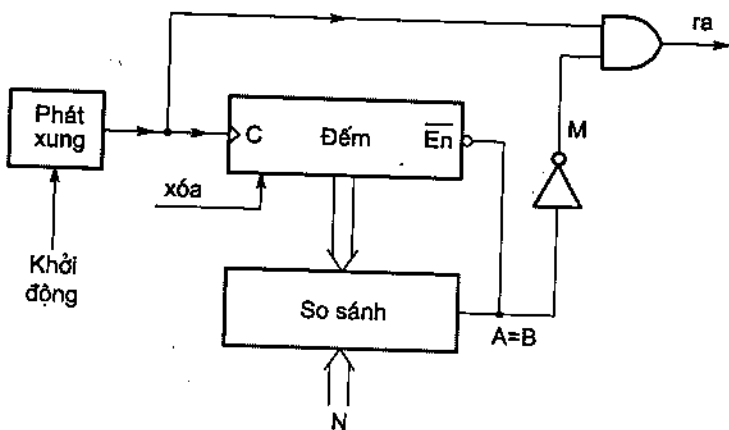 ra
Phát
xung
C
Đếm
En
M
xóa
Khởi
động
So sánh
A=B
N